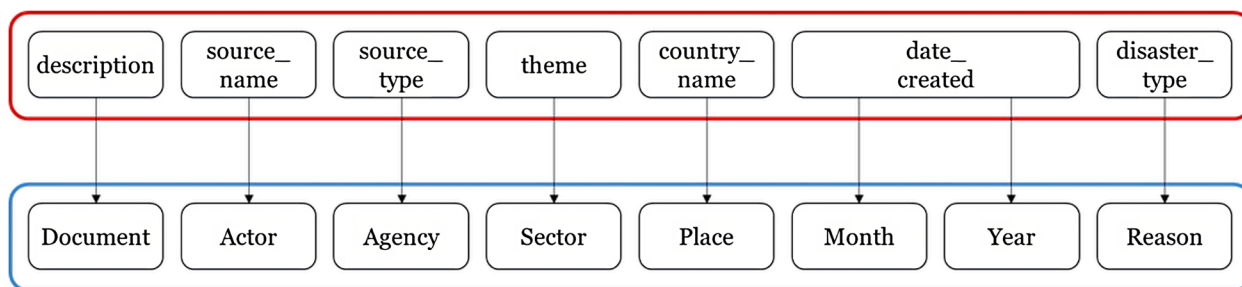 description
source_
name
source_
type
theme
country_
name
date_
created
disaster_
type
Document
Actor
Agency
Sector
Place
Month
Year
Reason